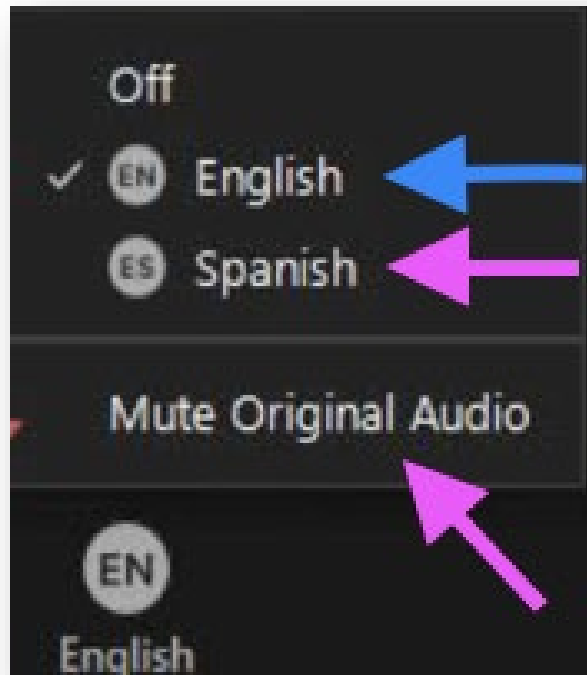 Off
EN English
ES Spanish
Mute Original Audio
EN
English